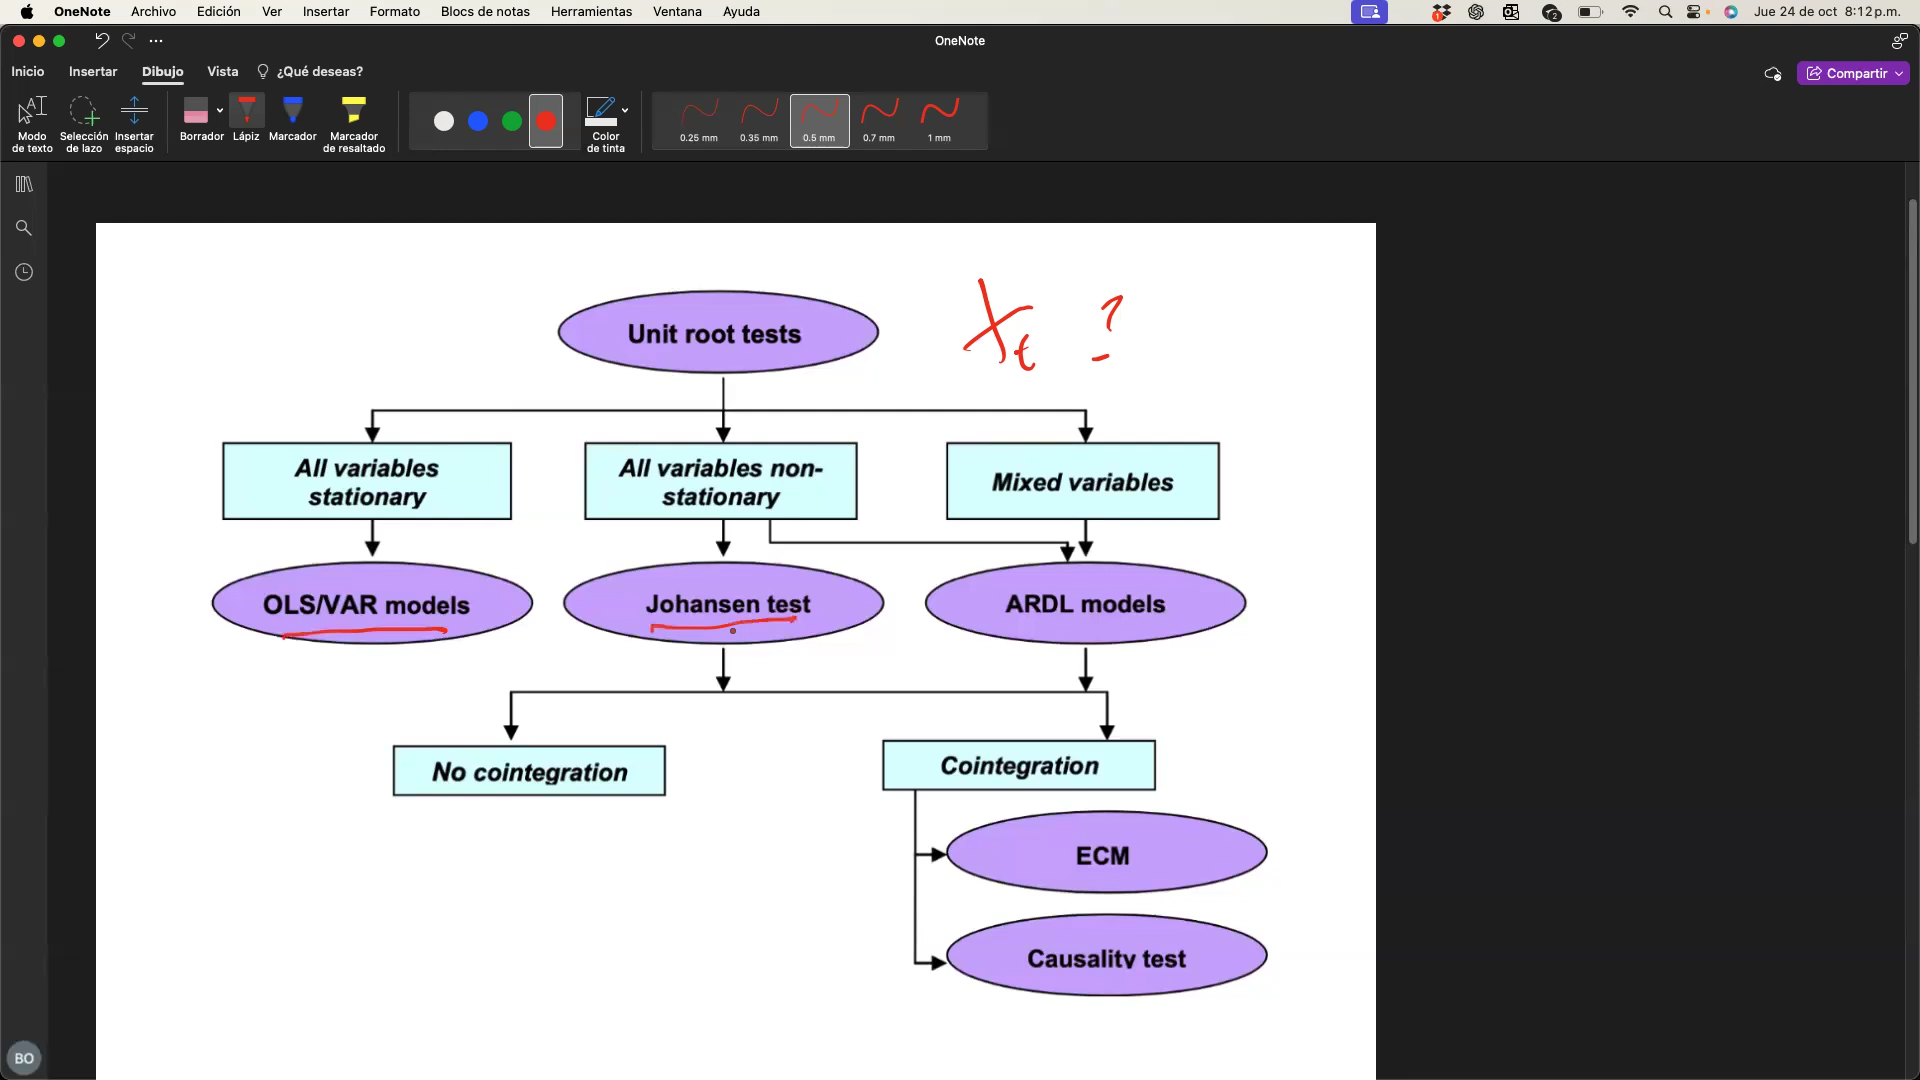 OneNote Archivo Edición Ver Insertar Formato Blocs de notas Herramientas Ventana Ayuda
1 2 Jue 24 de oct 8:12 p.m.
OneNote
Inicio Insertar Dibujo Vista ¿Qué deseas?
Compartir
Modo de texto
Selección de lazo
Insertar espacio
Borrador
Lápiz
Marcador
Marcador de resaltado
Color de tinta
0.25 mm 0.35 mm 0.5 mm 0.7 mm 1 mm
Unit root tests
Xt ?
All variables
stationary
All variables non-
stationary
Mixed variables
OLS/VAR models
Johansen test
ARDL models
No cointegration
Cointegration
ECM
Causality test
BO